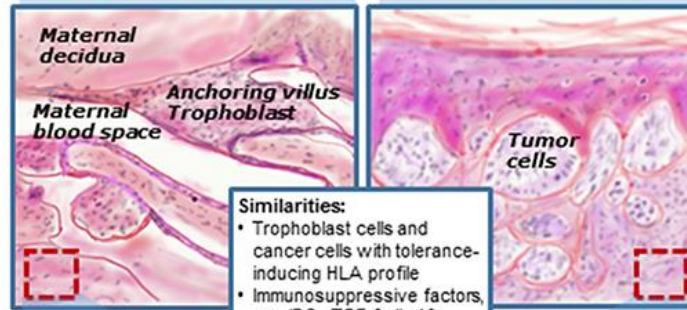 Maternal
decidua
Anchoring villus
Trophoblast
Maternal
blood space
Tumor
cells
Similarities:
• Trophoblast cells and
cancer cells with tolerance-
inducing HLA profile
• Immunosuppressive factors,